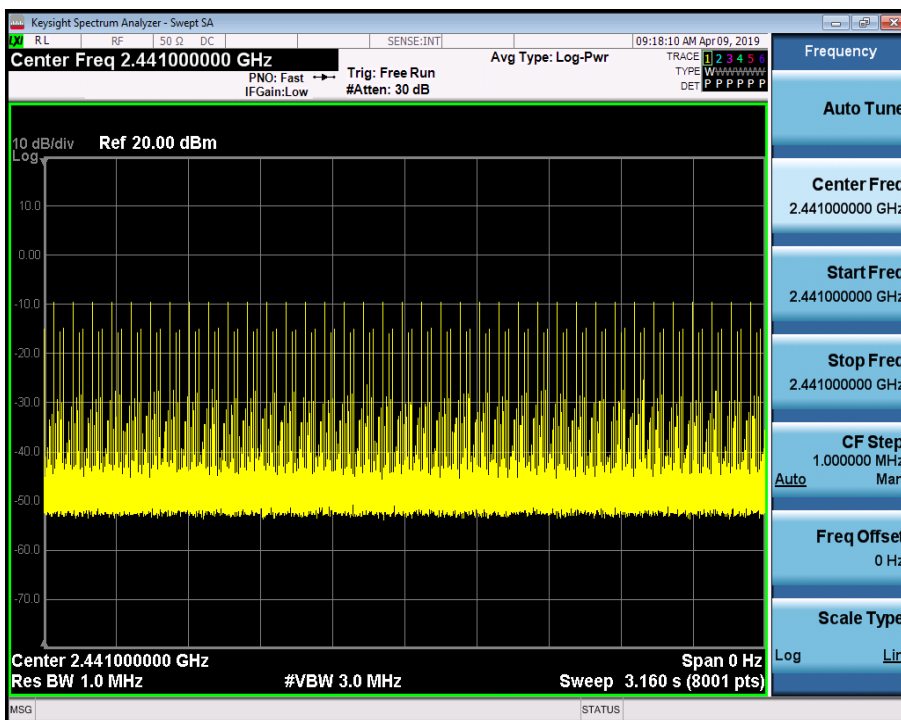 Keysight Spectrum Analyzer - Swept SA
LXI RL RF 50 Ω DC SENSE:INT 09:18:10 AM Apr 09, 2019
Center Freq 2.441000000 GHz
Avg Type: Log-Pwr
TRACE 1 2 3 4 5 6
PNO: Fast
Trig: Free Run
TYPE WWWWWW
IFGain:Low
#Atten: 30 dB
DET P P P P P P
10 dB/div Ref 20.00 dBm
Log
10.0
0.00
-10.0
-20.0
-30.0
-40.0
-50.0
-60.0
-70.0
Center 2.441000000 GHz
Span 0 Hz
Res BW 1.0 MHz
#VBW 3.0 MHz
Sweep 3.160 s (8001 pts)
MSG
STATUS
Frequency
Auto Tune
Center Freq
2.441000000 GHz
Start Freq
2.441000000 GHz
Stop Freq
2.441000000 GHz
CF Step
1.000000 MHz
Auto Man
Freq Offset
0 Hz
Scale Type
Log Lin